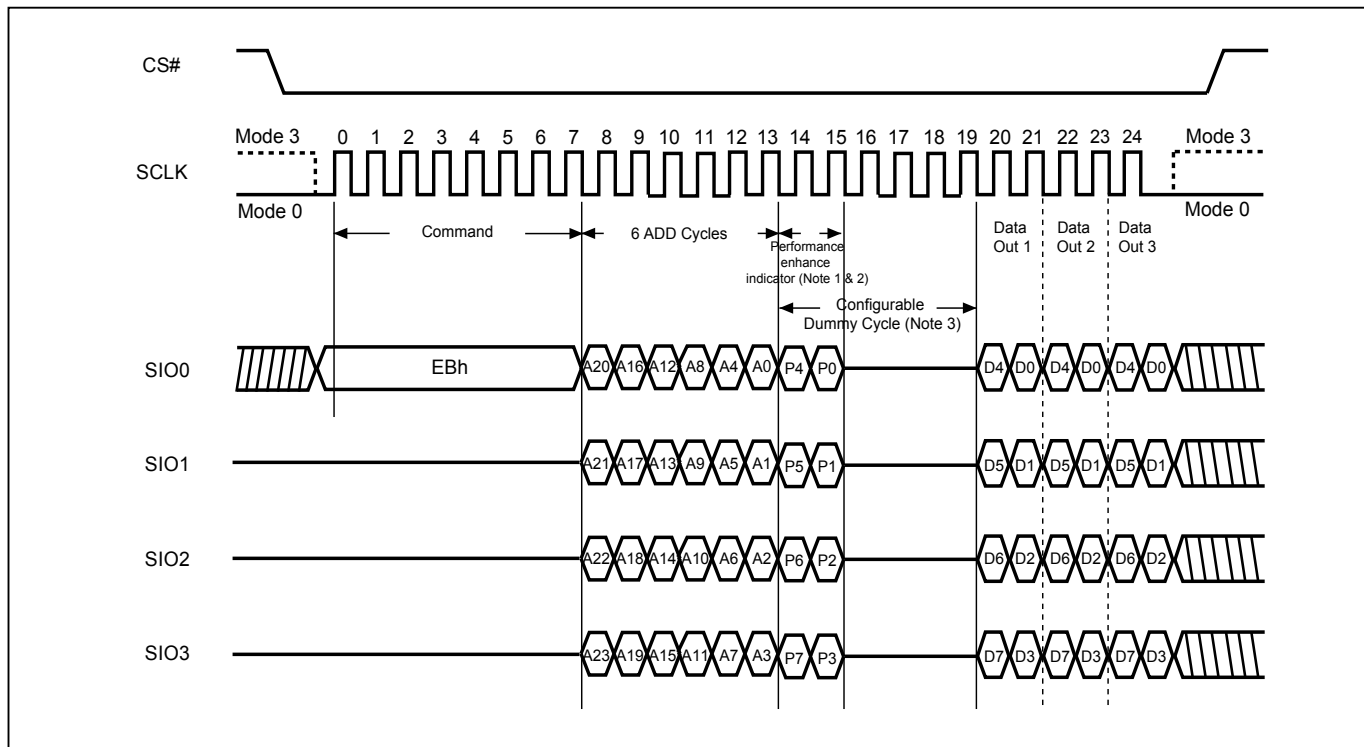 CS#
Mode 3 0 1 2 3 4 5 6 7 8 9 10 11 12 13 14 15 16 17 18 19 20 21 22 23 24 Mode 3
SCLK
Mode 0 Mode 0
Command 6 ADD Cycles Performance enhance indicator (Note 1 & 2) Data Out 1 Data Out 2 Data Out 3
Configurable
Dummy Cycle (Note 3)
SIO0 EBh A20 A16 A12 A8 A4 A0 P4 P0 D4 D0 D4 D0 D4 D0
SIO1 A21 A17 A13 A9 A5 A1 P5 P1 D5 D1 D5 D1 D5 D1
SIO2 A22 A18 A14 A10 A6 A2 P6 P2 D6 D2 D6 D2 D6 D2
SIO3 A23 A19 A15 A11 A7 A3 P7 P3 D7 D3 D7 D3 D7 D3